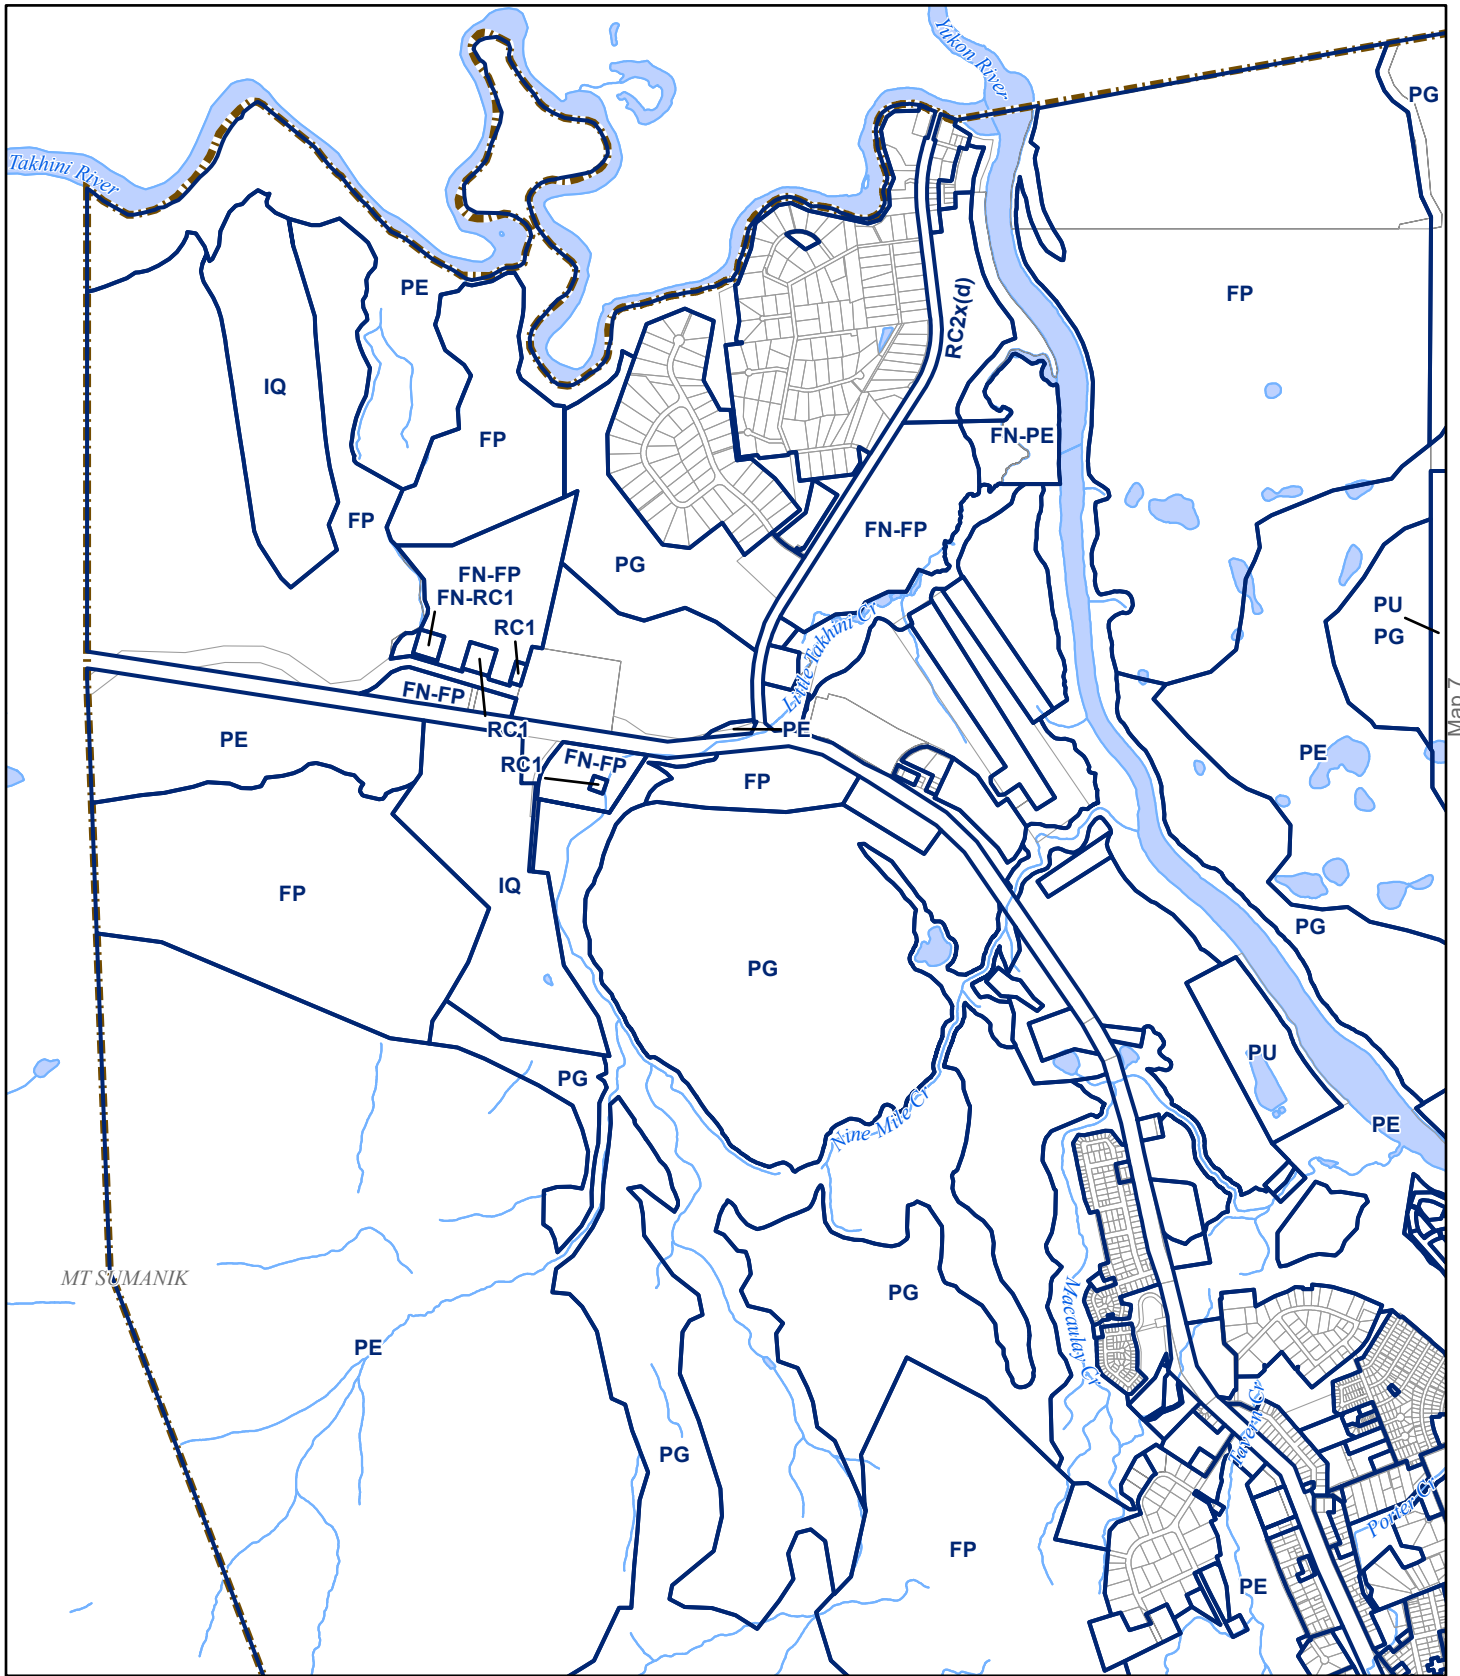 Yukon River
PG
Takhini River
PE
FP
RC2x(d)
IQ
FP
FN-PE
FP
FN-FP
PG
FN-FP
FN-RC1
PU
PG
RC1
Little Takhini Cr
FN-FP
Map 7
RC1
PE
PE
PE
FN-FP
RC1
FP
FP
IQ
PG
PG
PU
PG
Nine Mile Cr
PE
MT SUMANIK
PG
Macaulay Cr
PE
Tavern Cr
PG
Porter Cr
FP
PE